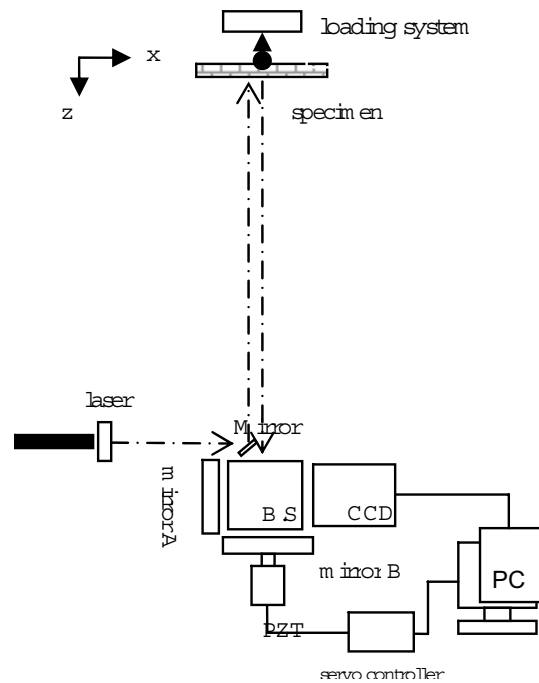 loading system
x
z
specimen
laser
Mirror
mirror A
B.S
CCD
mirror B
PC
PZT
servo controller